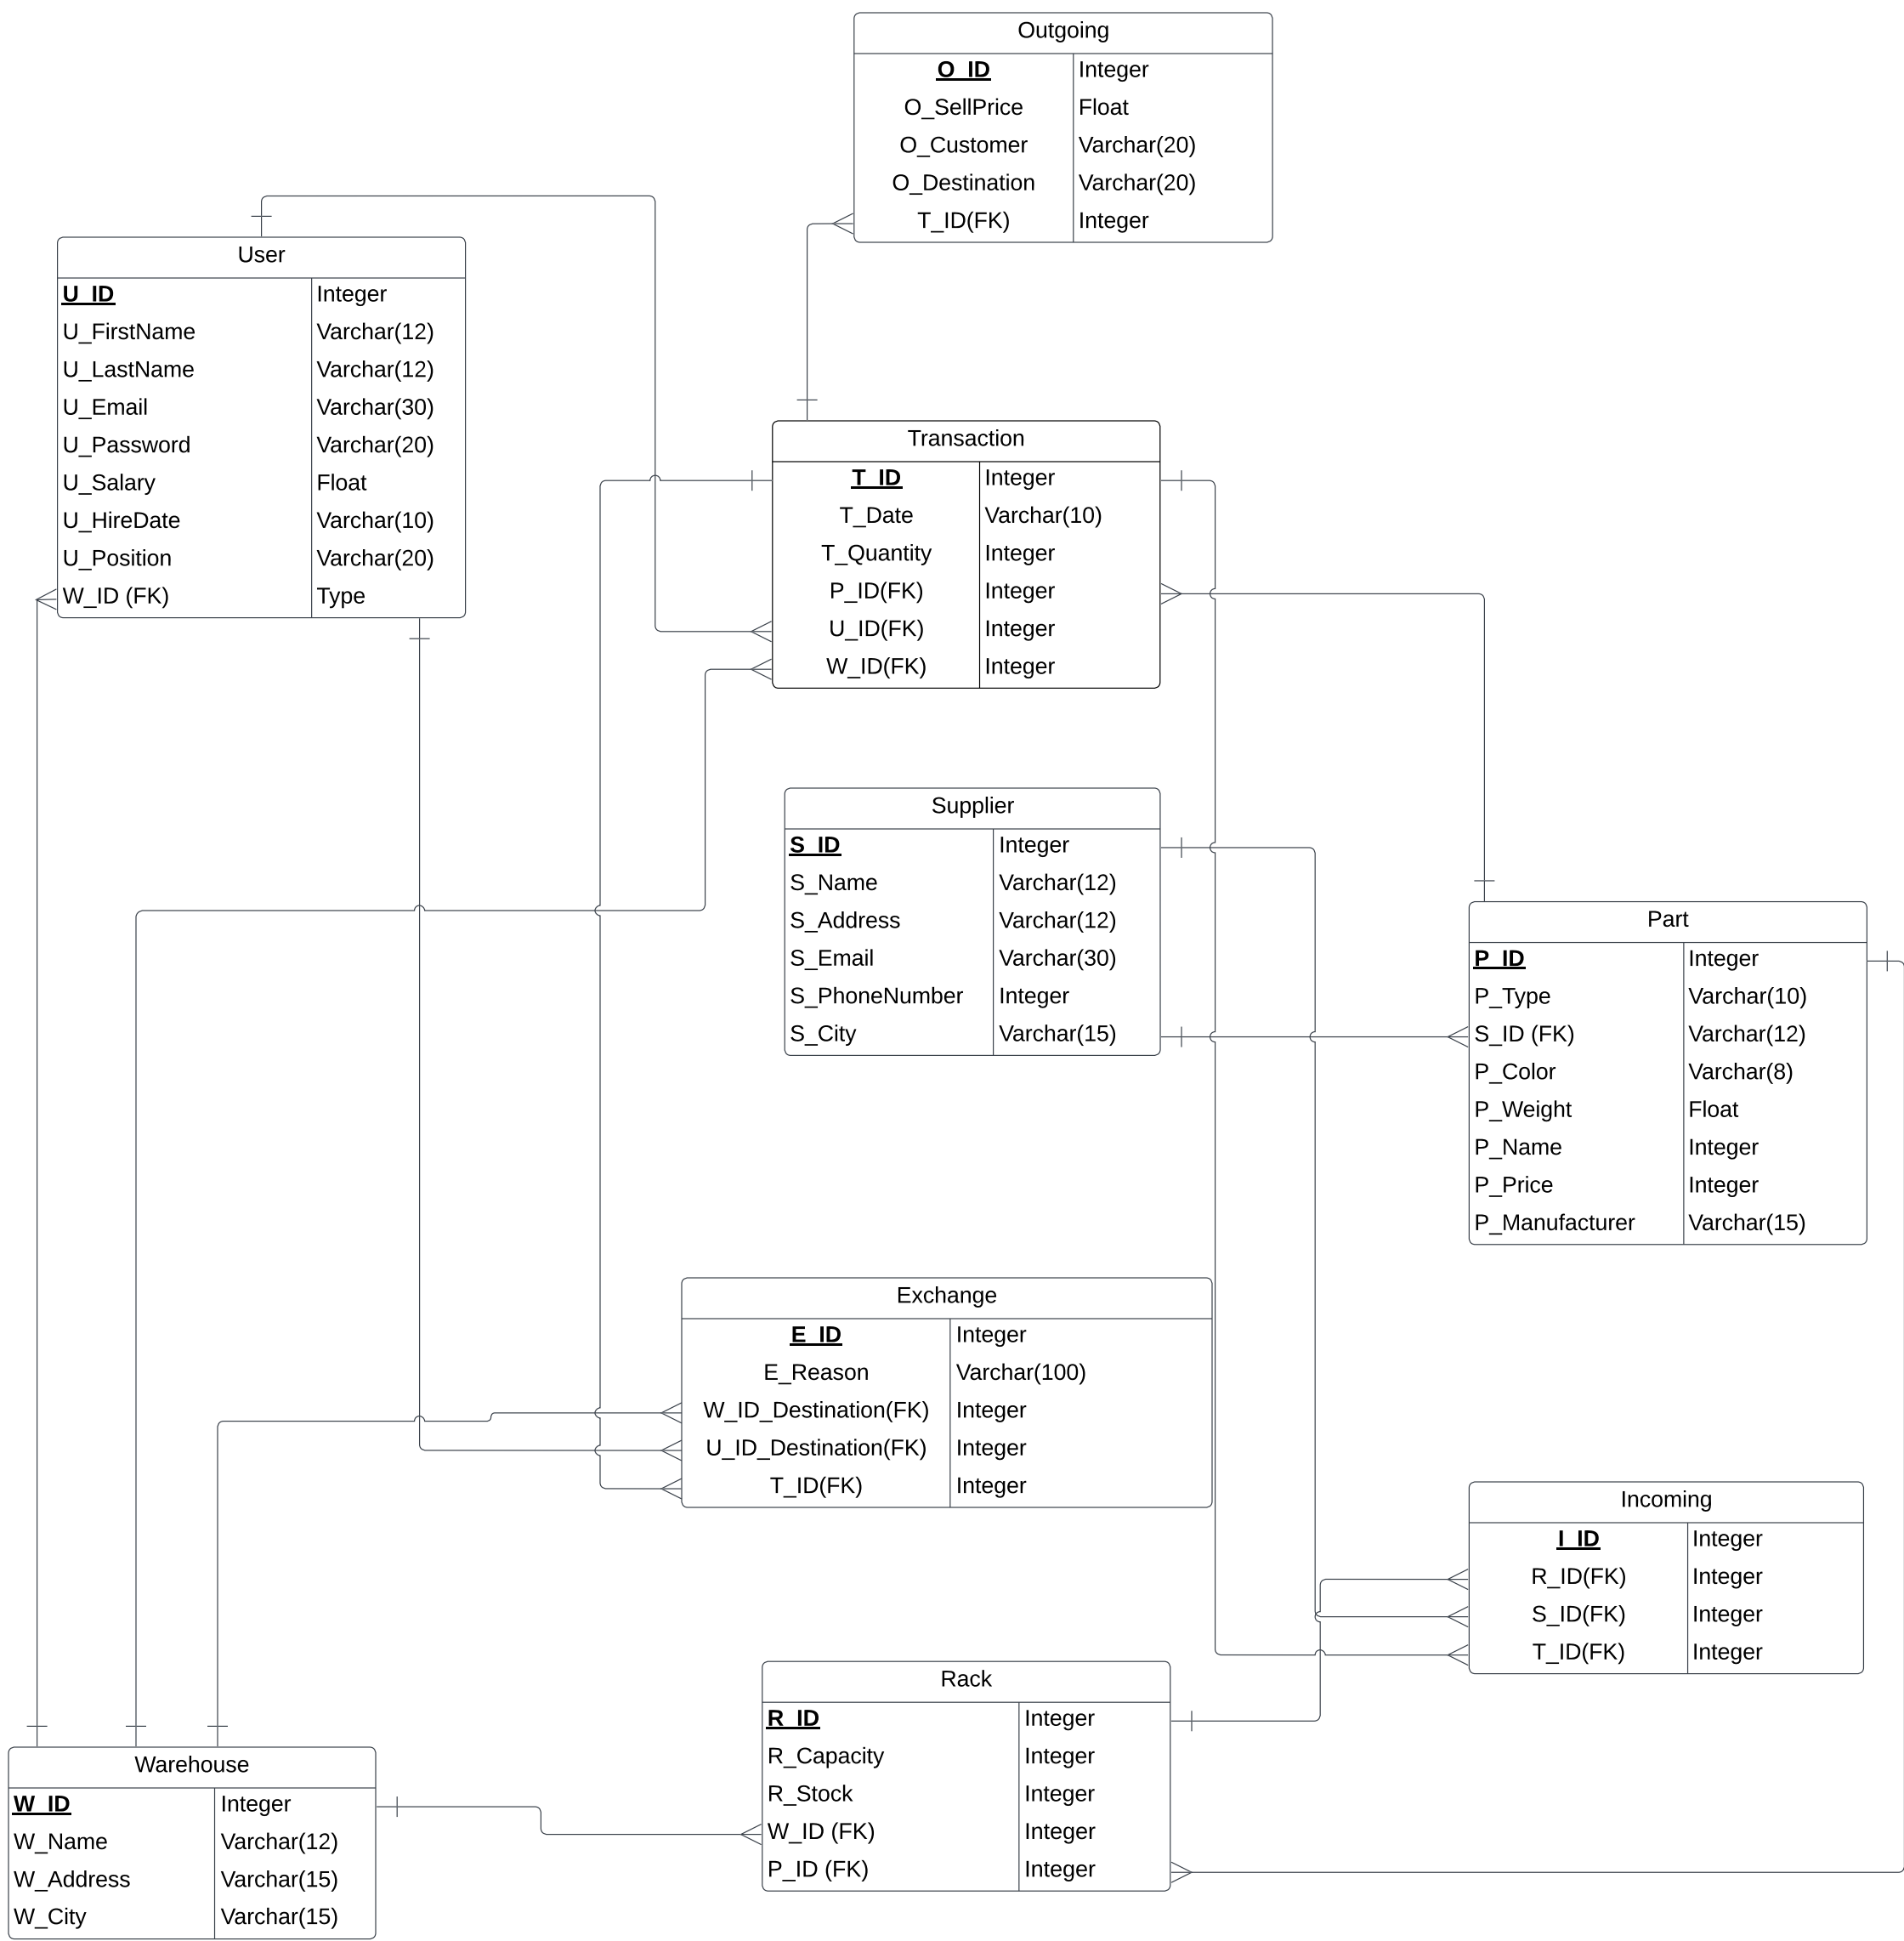 Outgoing
O_ID Integer
O_SellPrice Float
O_Customer Varchar(20)
O_Destination Varchar(20)
T_ID(FK) Integer
User
U_ID Integer
U_FirstName Varchar(12)
U_LastName Varchar(12)
U_Email Varchar(30)
U_Password Varchar(20)
U_Salary Float
U_HireDate Varchar(10)
U_Position Varchar(20)
W_ID (FK) Type
Transaction
T_ID Integer
T_Date Varchar(10)
T_Quantity Integer
P_ID(FK) Integer
U_ID(FK) Integer
W_ID(FK) Integer
Supplier
S_ID Integer
S_Name Varchar(12)
S_Address Varchar(12)
S_Email Varchar(30)
S_PhoneNumber Integer
S_City Varchar(15)
Part
P_ID Integer
P_Type Varchar(10)
S_ID (FK) Varchar(12)
P_Color Varchar(8)
P_Weight Float
P_Name Integer
P_Price Integer
P_Manufacturer Varchar(15)
Exchange
E_ID Integer
E_Reason Varchar(100)
W_ID_Destination(FK) Integer
U_ID_Destination(FK) Integer
T_ID(FK) Integer
Incoming
I_ID Integer
R_ID(FK) Integer
S_ID(FK) Integer
T_ID(FK) Integer
Rack
R_ID Integer
R_Capacity Integer
R_Stock Integer
W_ID (FK) Integer
P_ID (FK) Integer
Warehouse
W_ID Integer
W_Name Varchar(12)
W_Address Varchar(15)
W_City Varchar(15)